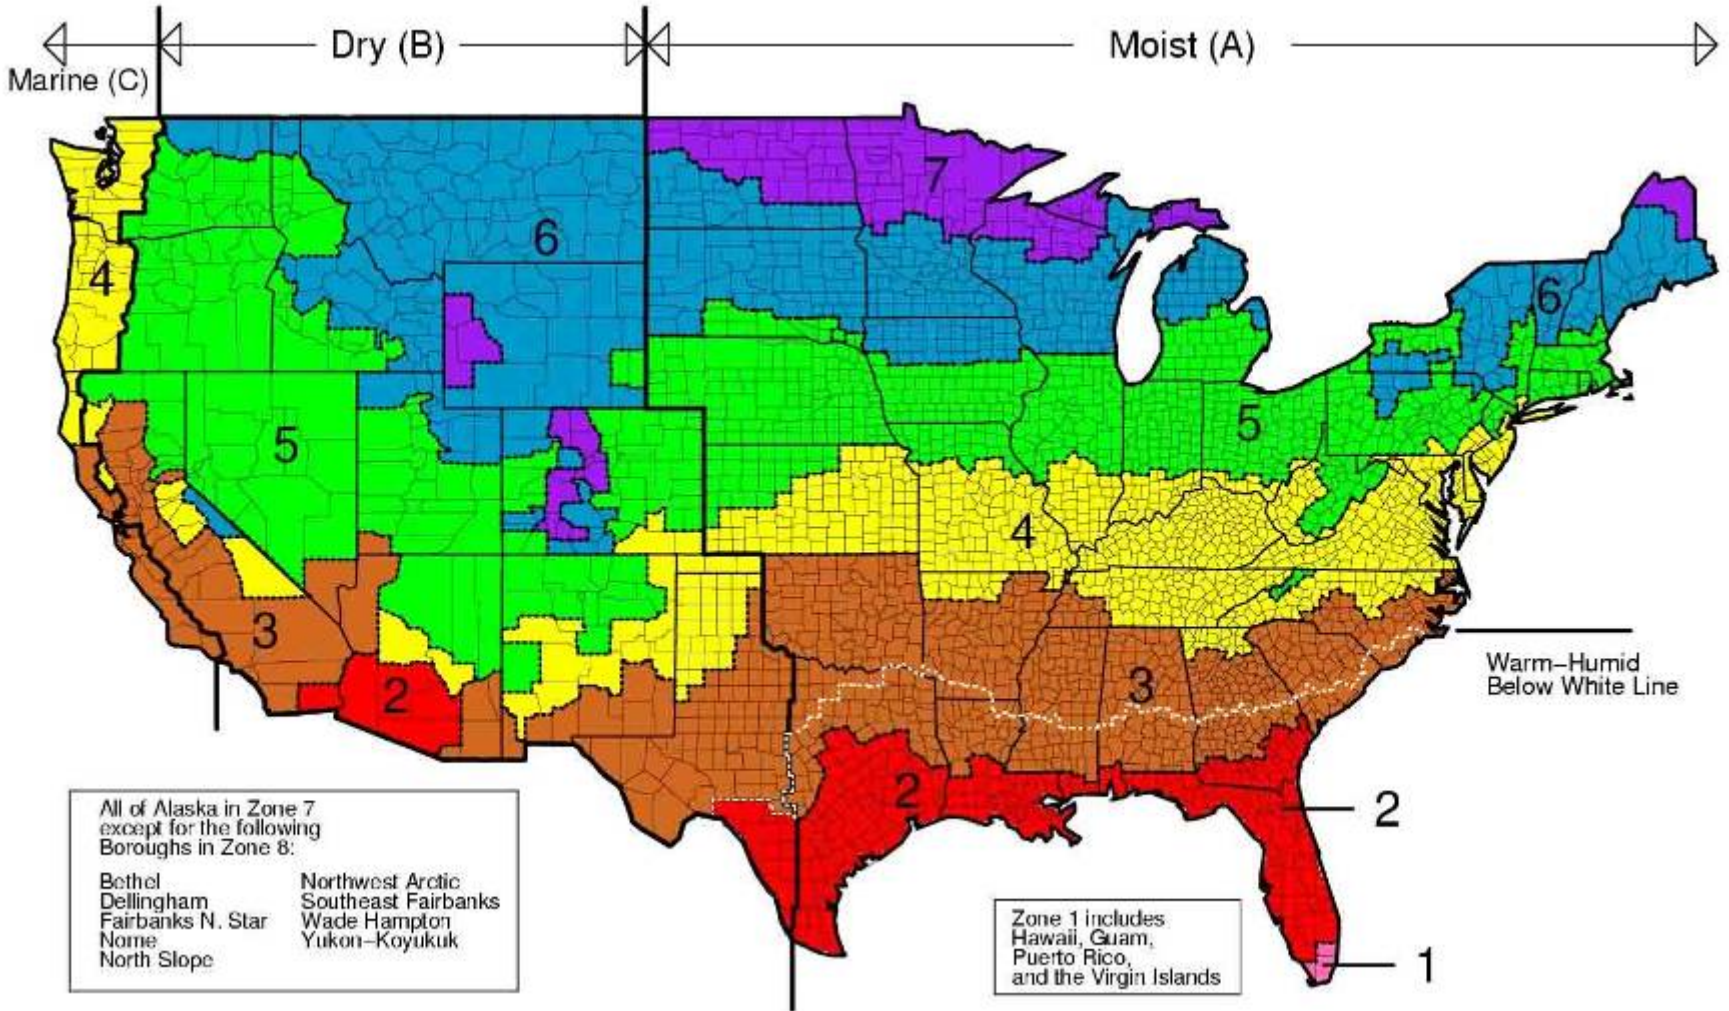 Marine (C)
Dry (B)
Moist (A)
7
6
4
6
5
5
4
3
3
2
2
Warm-Humid
Below White Line
All of Alaska in Zone 7
except for the following
Boroughs in Zone 8:
Bethel
Dellingham
Fairbanks N. Star
Nome
North Slope
Northwest Arctic
Southeast Fairbanks
Wade Hampton
Yukon-Koyukuk
2
Zone 1 includes
Hawaii, Guam,
Puerto Rico,
and the Virgin Islands
1